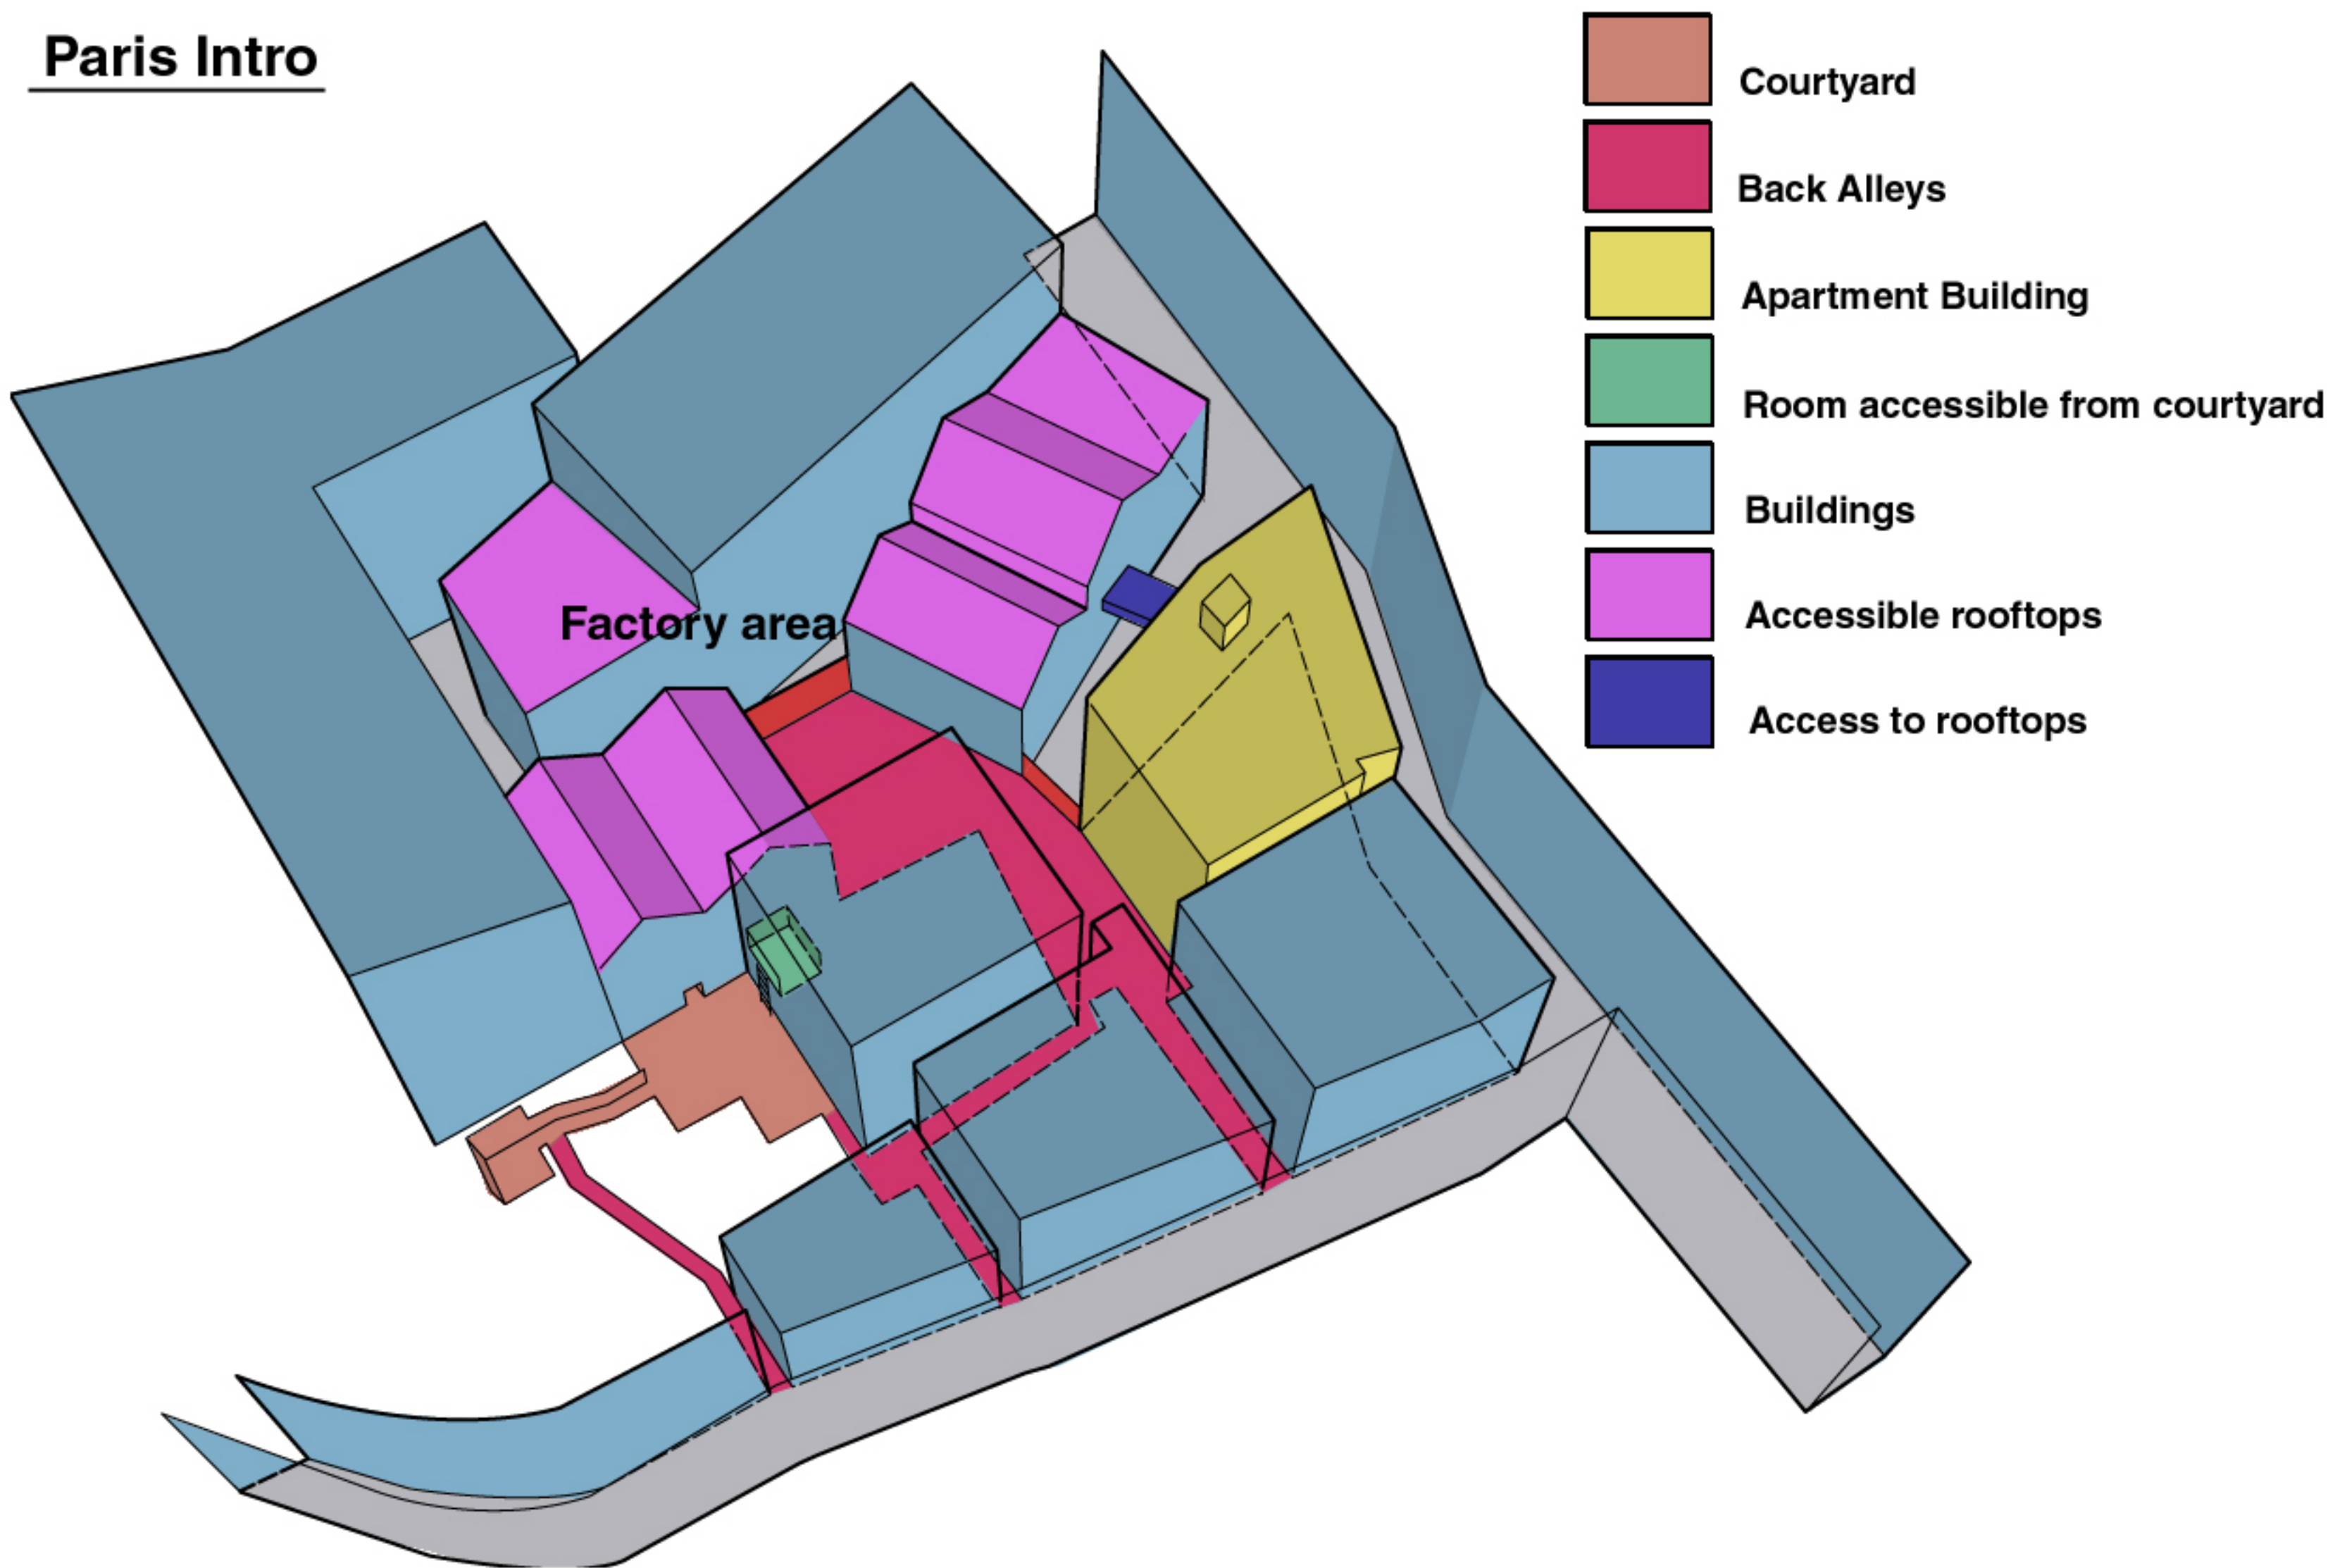 Paris Intro
Courtyard
Back Alleys
Apartment Building
Room accessible from courtyard
Buildings
Accessible rooftops
Access to rooftops
Factory area